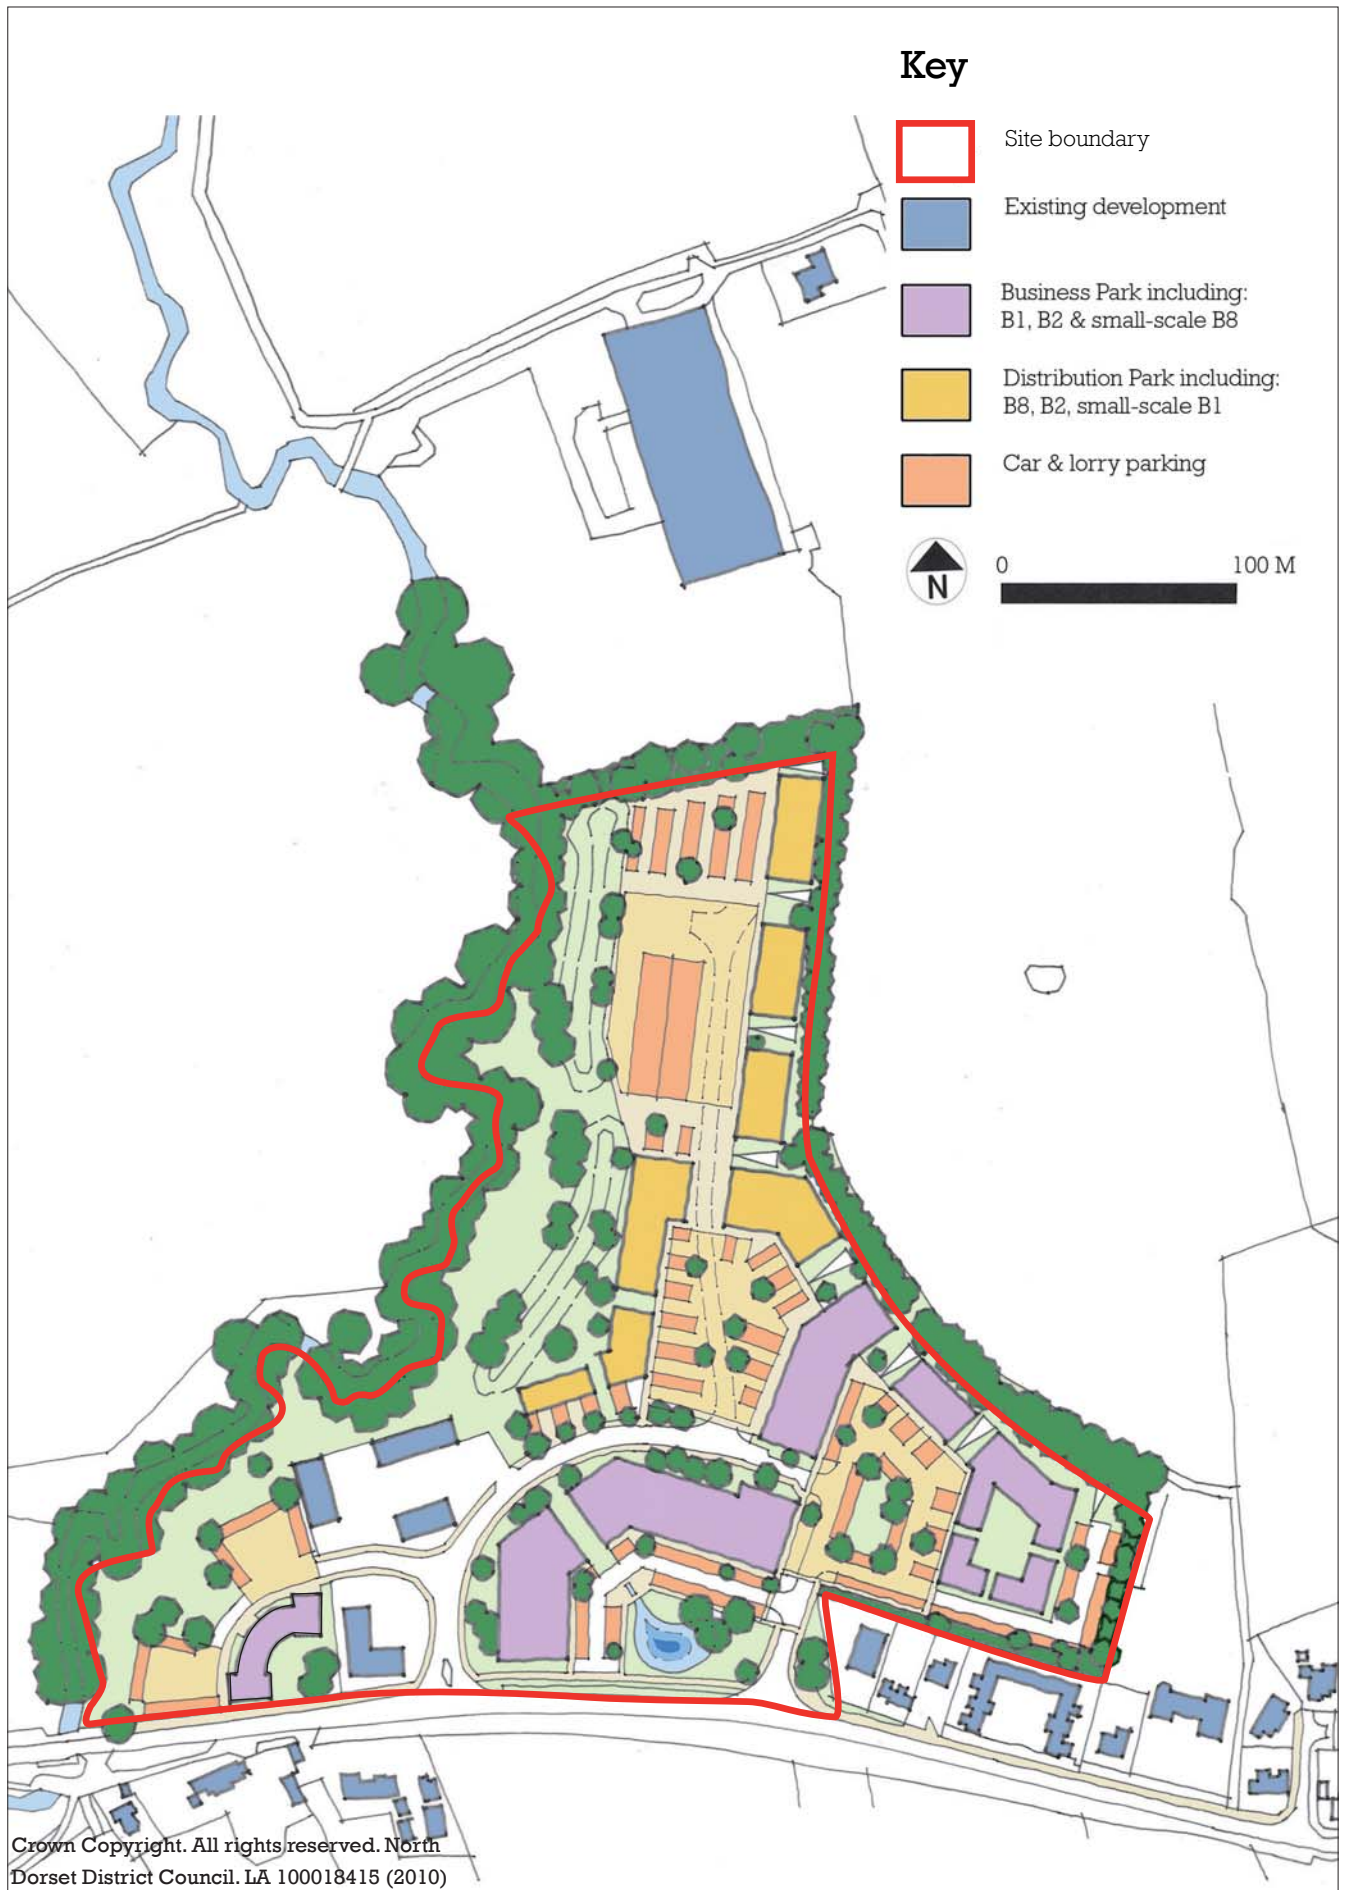 Key
Site boundary
Existing development
Business Park including:
B1, B2 & small-scale B8
Distribution Park including:
B8, B2, small-scale B1
Car & lorry parking
N
0 100 M
Crown Copyright. All rights reserved. North
Dorset District Council. LA 100018415 (2010)